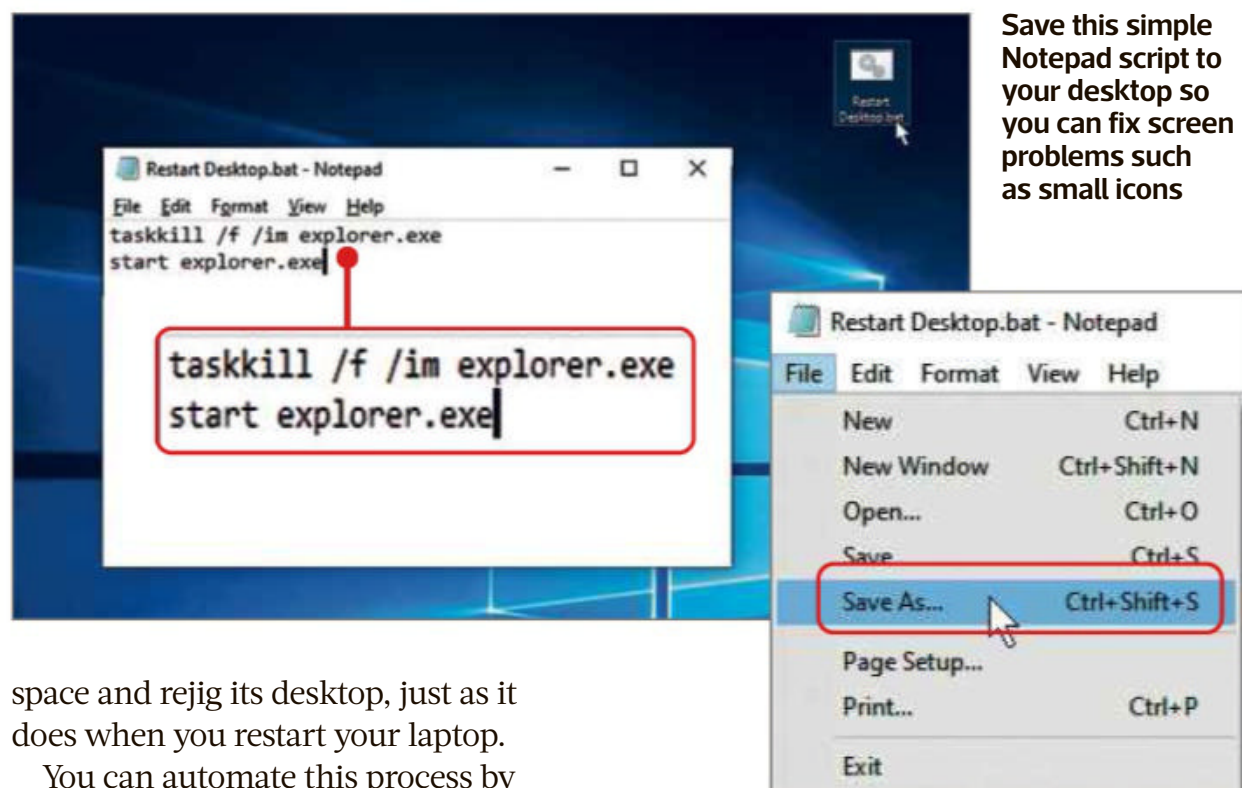 Save this simple
Notepad script to
your desktop so
you can fix screen
problems such
as small icons
Restart
Desktop.bat
Restart Desktop.bat - Notepad
File Edit Format View Help
taskkill /f /im explorer.exe
start explorer.exe
taskkill /f /im explorer.exe
start explorer.exe
Restart Desktop.bat - Notepad
File Edit Format View Help
New Ctrl+N
New Window Ctrl+Shift+N
Open... Ctrl+O
Save Ctrl+S
Save As... Ctrl+Shift+S
Page Setup...
Print... Ctrl+P
Exit
space and rejig its desktop, just as it
does when you restart your laptop.
You can automate this process by